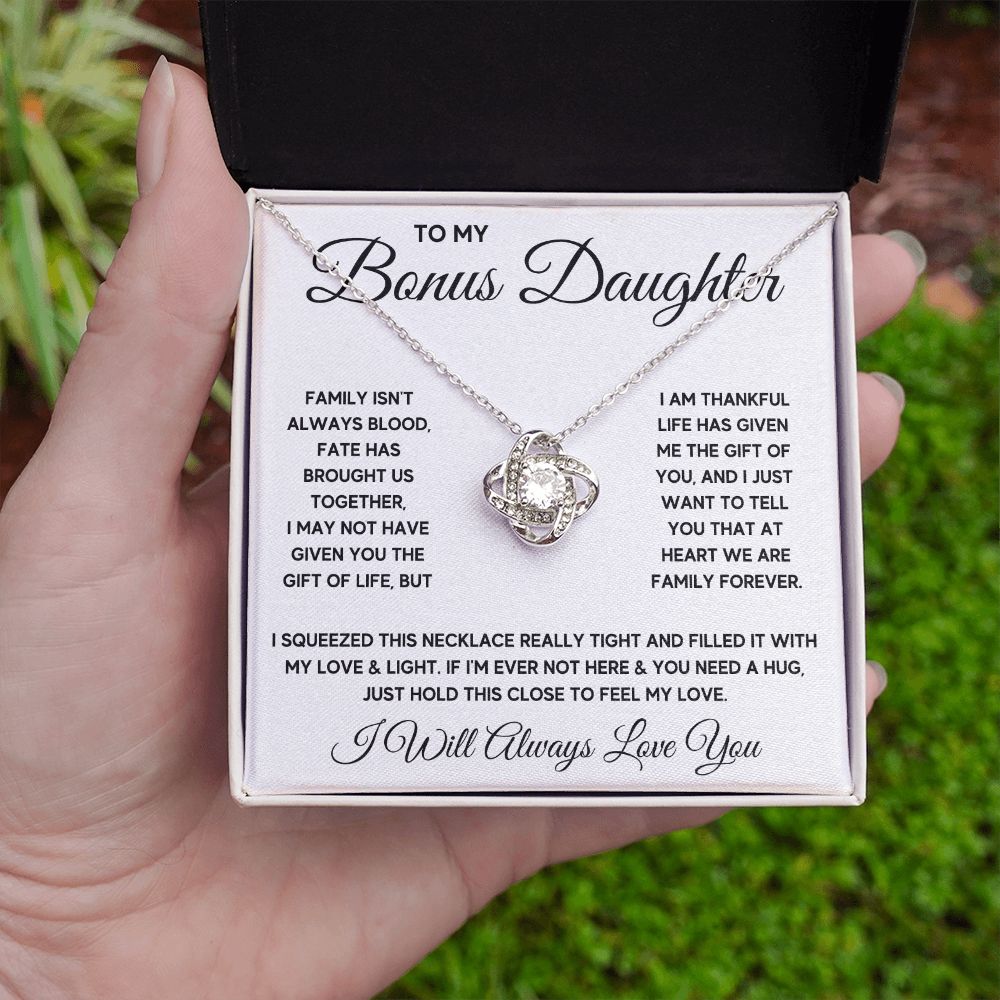 TO MY
Bonus Daughter
FAMILY ISN'T
ALWAYS BLOOD,
FATE HAS
BROUGHT US
TOGETHER,
I MAY NOT HAVE
GIVEN YOU THE
GIFT OF LIFE, BUT
I AM THANKFUL
LIFE HAS GIVEN
ME THE GIFT OF
YOU, AND I JUST
WANT TO TELL
YOU THAT AT
HEART WE ARE
FAMILY FOREVER.
I SQUEEZED THIS NECKLACE REALLY TIGHT AND FILLED IT WITH
MY LOVE & LIGHT. IF I'M EVER NOT HERE & YOU NEED A HUG,
JUST HOLD THIS CLOSE TO FEEL MY LOVE.
I Will Always Love You